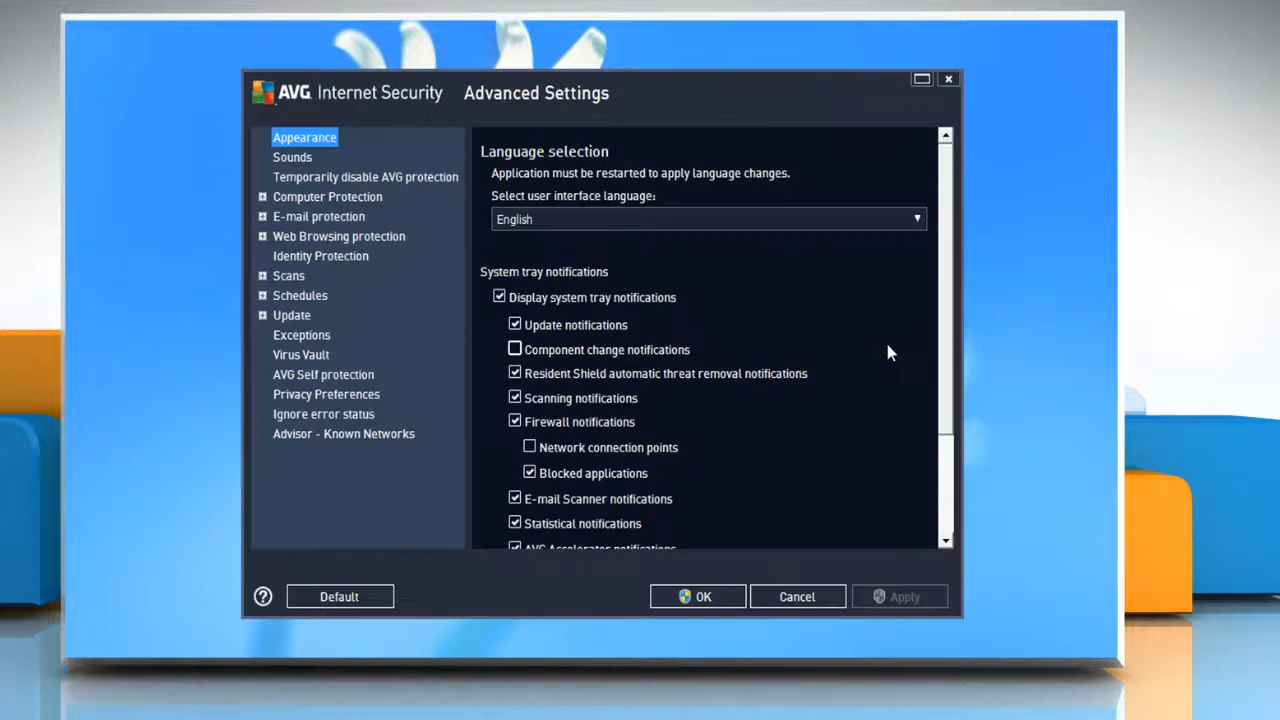 AVG. Internet Security Advanced Settings
Appearance
Sounds
Temporarily disable AVG protection
Computer Protection
E-mail protection
Web Browsing protection
Identity Protection
Scans
Schedules
Update
Exceptions
Virus Vault
AVG Self protection
Privacy Preferences
Ignore error status
Advisor - Known Networks
Language selection
Application must be restarted to apply language changes.
Select user interface language:
English
System tray notifications
Display system tray notifications
Update notifications
Component change notifications
Resident Shield automatic threat removal notifications
Scanning notifications
Firewall notifications
Network connection points
Blocked applications
E-mail Scanner notifications
Statistical notifications
AVG Accelerator notifications
? Default OK Cancel Apply